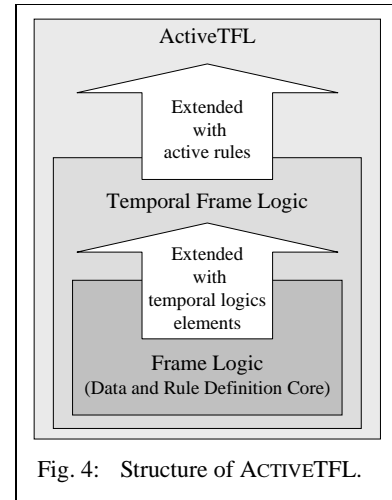 ActiveTFL
Extended
with
active rules
Temporal Frame Logic
Extended
with
temporal logics
elements
Frame Logic
(Data and Rule Definition Core)
Fig. 4: Structure of ACTIVETFL.